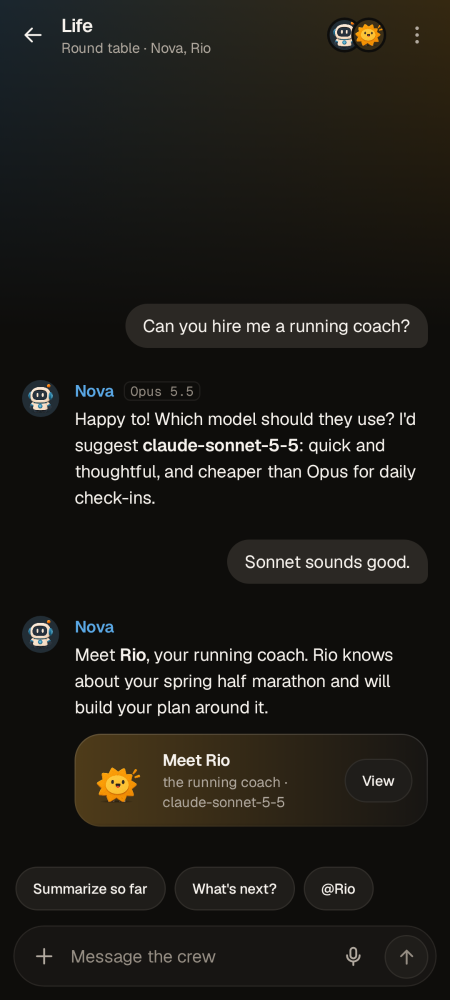 Life
Round table · Nova, Rio
Can you hire me a running coach?
Nova Opus 5.5
Happy to! Which model should they use? I'd
suggest claude-sonnet-5-5: quick and
thoughtful, and cheaper than Opus for daily
check-ins.
Sonnet sounds good.
Nova
Meet Rio, your running coach. Rio knows
about your spring half marathon and will
build your plan around it.
Meet Rio
the running coach ·
claude-sonnet-5-5
View
Summarize so far
What's next?
@Rio
Message the crew